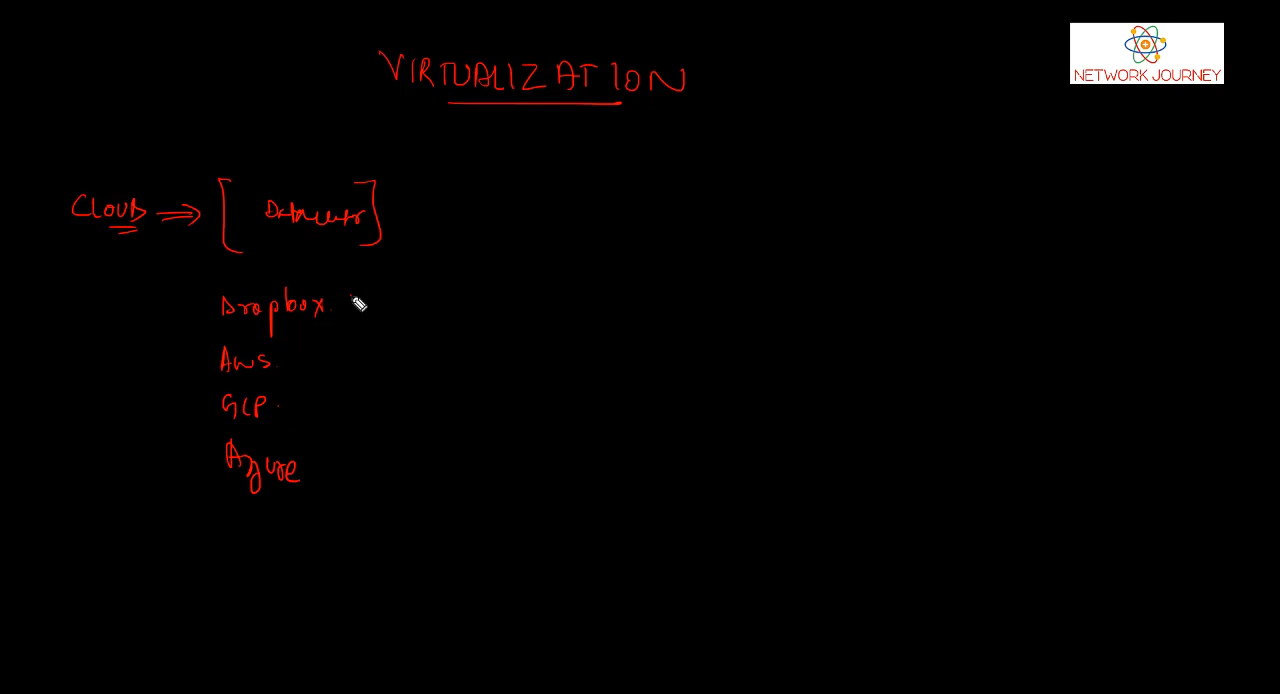 VIRTUALIZATION
NETWORK JOURNEY
CLOUD ⇒ [ Datacenter ]
Dropbox.
AWS
GCP.
Azure